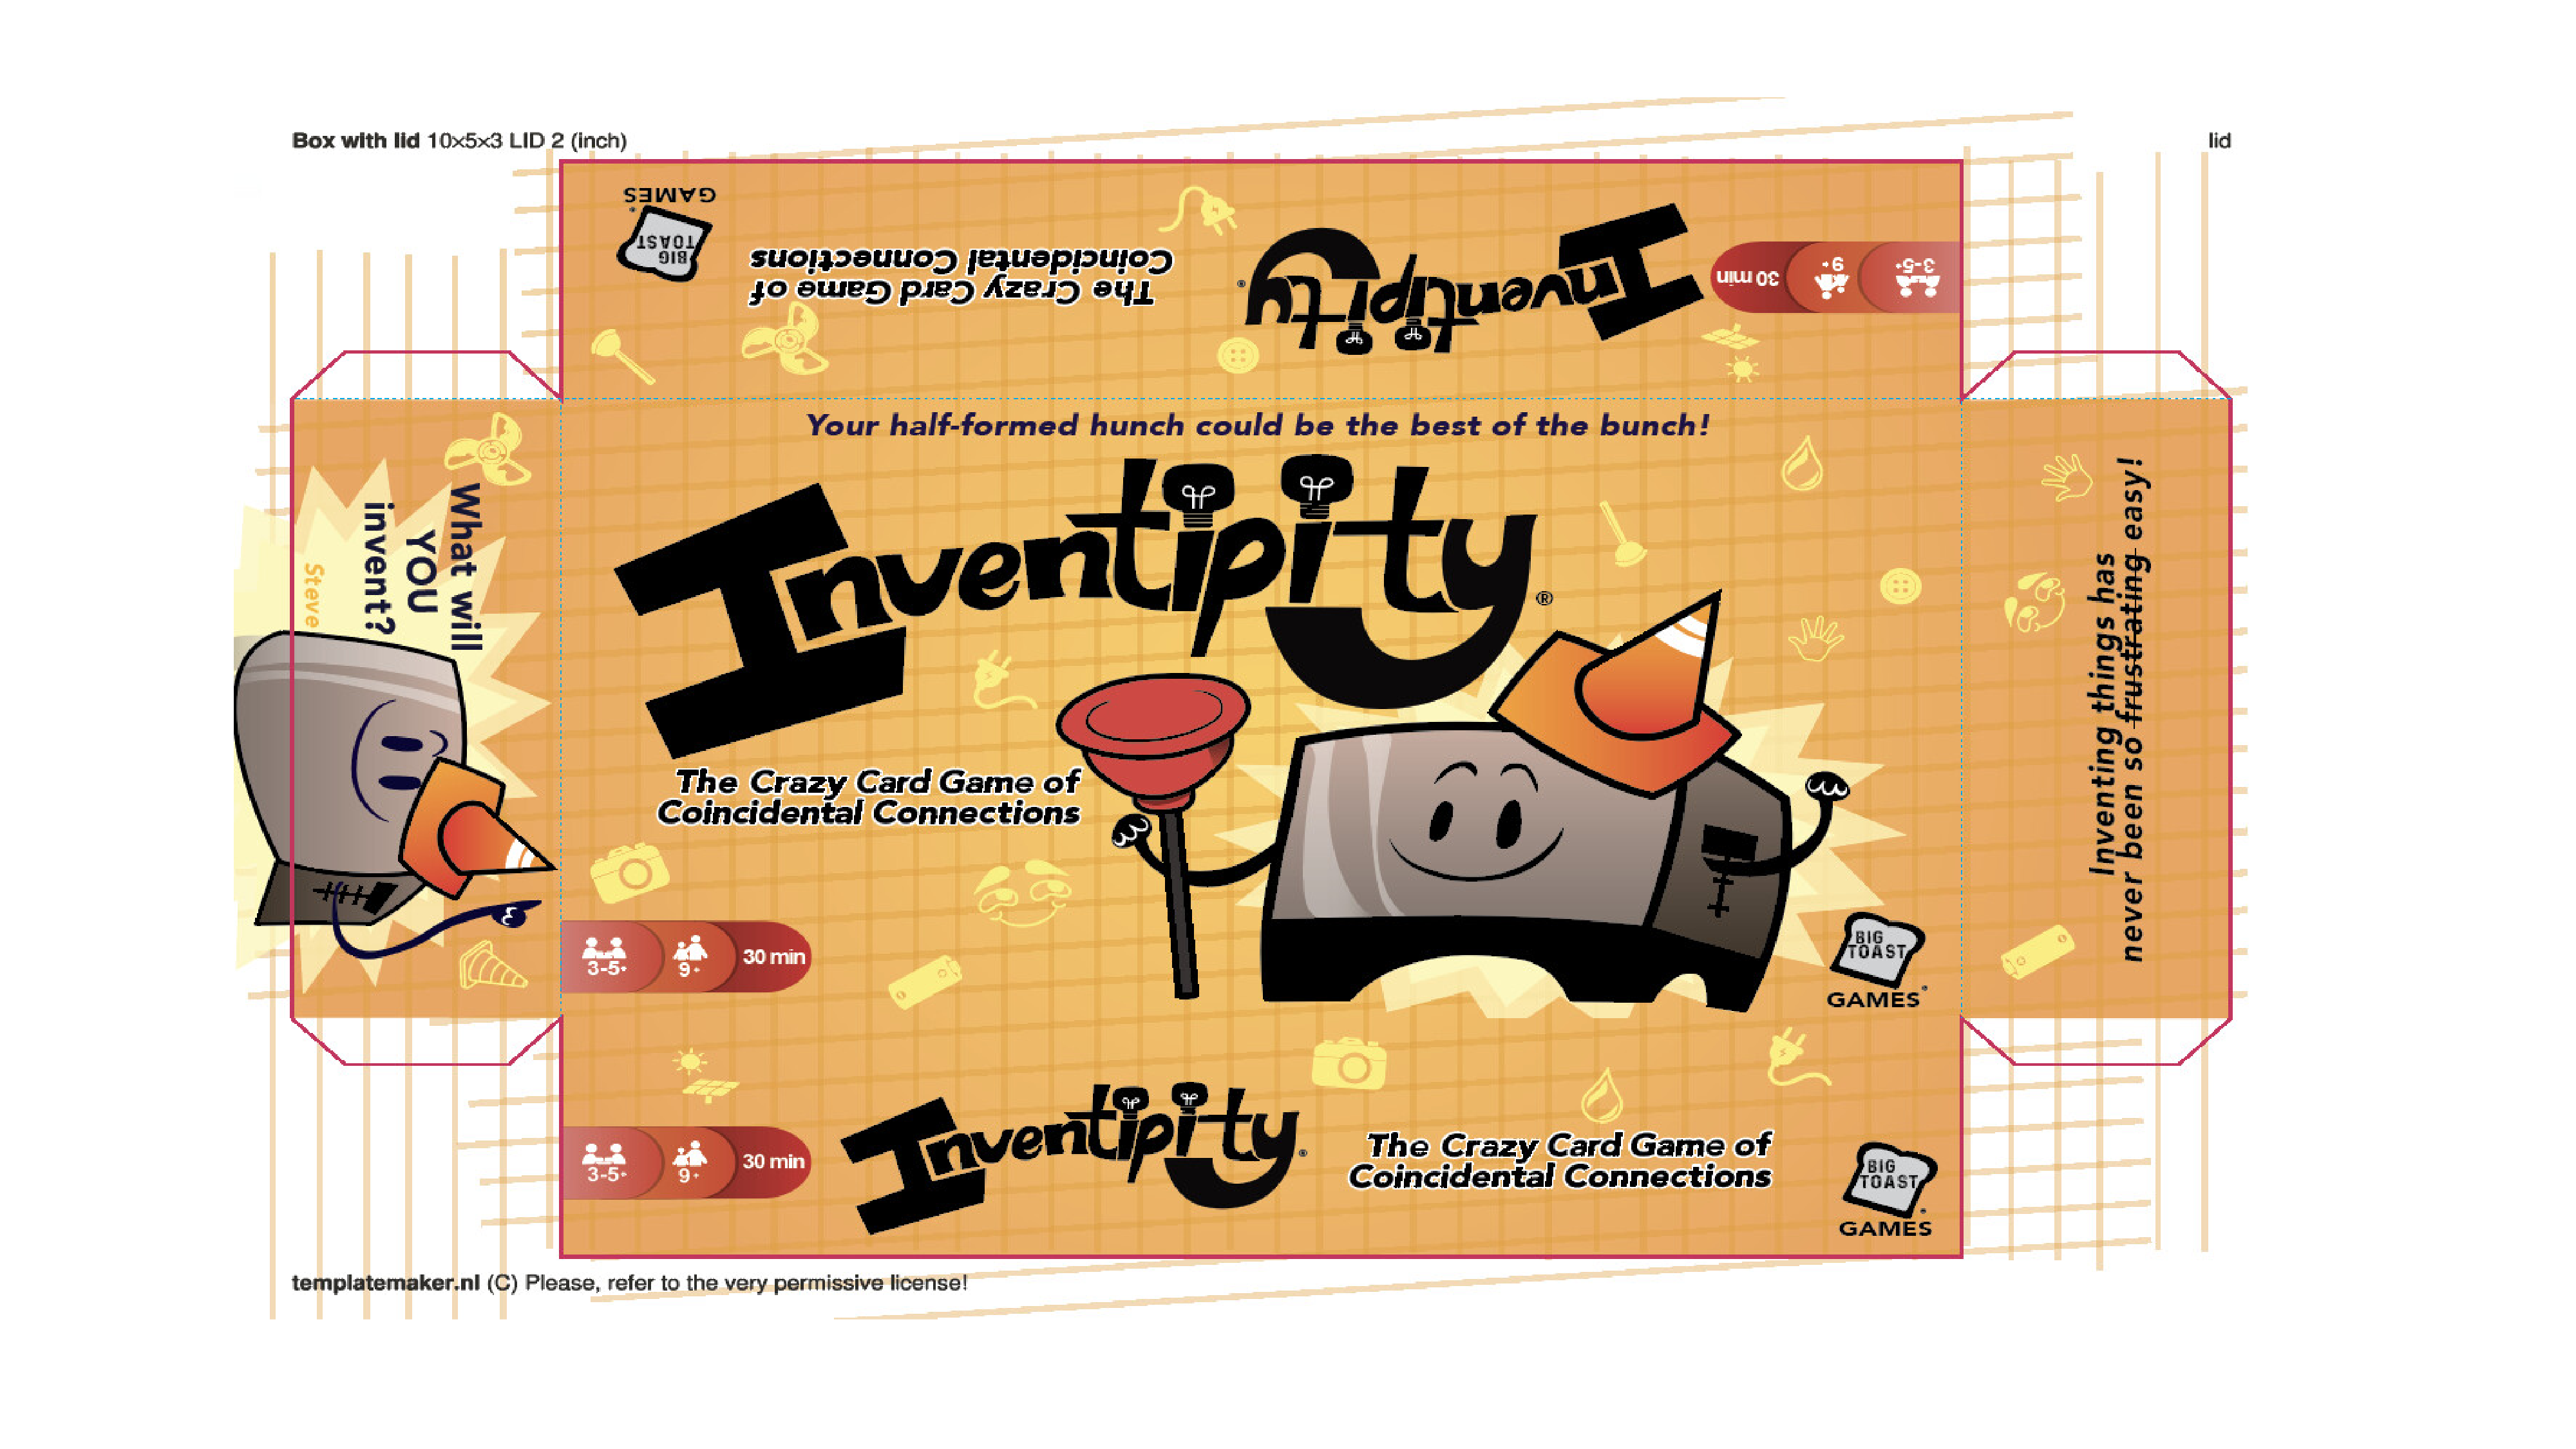 Box with lid 10x5x3 LID 2 (inch)
lid
BIG
TOAST
GAMES
The Crazy Card Game of
Coincidental Connections
Inventipity
30 min
9+
3-5+
Your half-formed hunch could be the best of the bunch!
Inventipity®
The Crazy Card Game of
Coincidental Connections
3-5+
9+
30 min
BIG
TOAST
GAMES
What will
YOU
invent?
Steve
Inventing things has
never been so frustrating easy!
3-5+
9+
30 min
Inventipity
The Crazy Card Game of
Coincidental Connections
BIG
TOAST
GAMES
templatemaker.nl (C) Please, refer to the very permissive license!